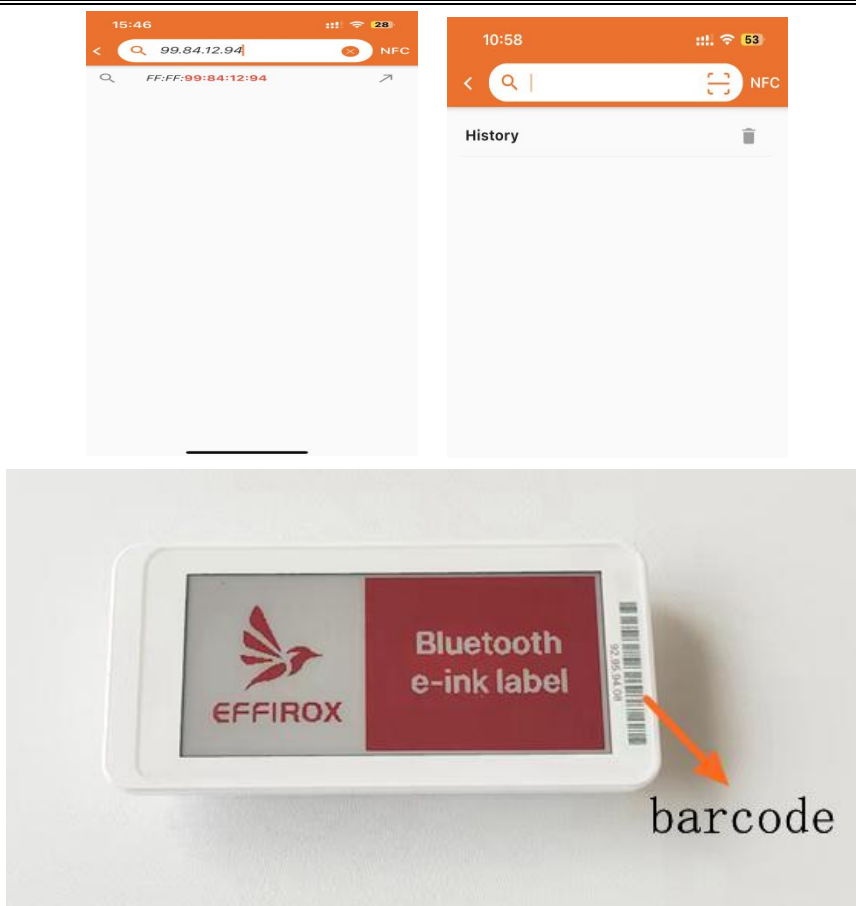 15:46
28
99.84.12.94
NFC
FF:FF:99:84:12:94
10:58
53
NFC
History
EFFIROX
Bluetooth
e-ink label
92.95.94.08
barcode